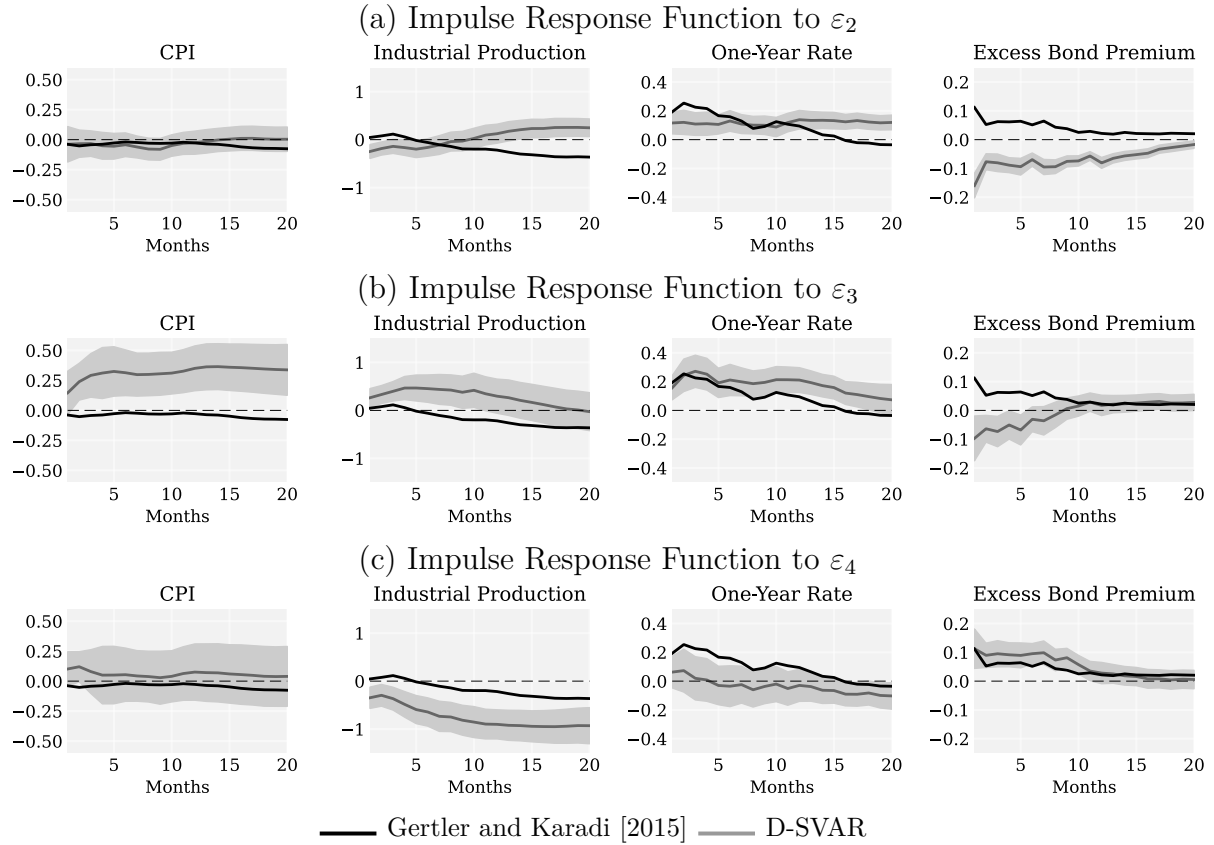 (a) Impulse Response Function to ε2
CPI
Industrial Production
One-Year Rate
Excess Bond Premium
0.50
0.25
0.00
−0.25
−0.50
1
0
−1
0.4
0.2
0.0
−0.2
−0.4
0.2
0.1
0.0
−0.1
−0.2
5 10 15 20
5 10 15 20
5 10 15 20
5 10 15 20
Months
Months
Months
Months
(b) Impulse Response Function to ε3
CPI
Industrial Production
One-Year Rate
Excess Bond Premium
0.50
0.25
0.00
−0.25
−0.50
1
0
−1
0.4
0.2
0.0
−0.2
−0.4
0.2
0.1
0.0
−0.1
−0.2
5 10 15 20
5 10 15 20
5 10 15 20
5 10 15 20
Months
Months
Months
Months
(c) Impulse Response Function to ε4
CPI
Industrial Production
One-Year Rate
Excess Bond Premium
0.50
0.25
0.00
−0.25
−0.50
1
0
−1
0.4
0.2
0.0
−0.2
−0.4
0.2
0.1
0.0
−0.1
−0.2
5 10 15 20
5 10 15 20
5 10 15 20
5 10 15 20
Months
Months
Months
Months
Gertler and Karadi [2015]
D-SVAR